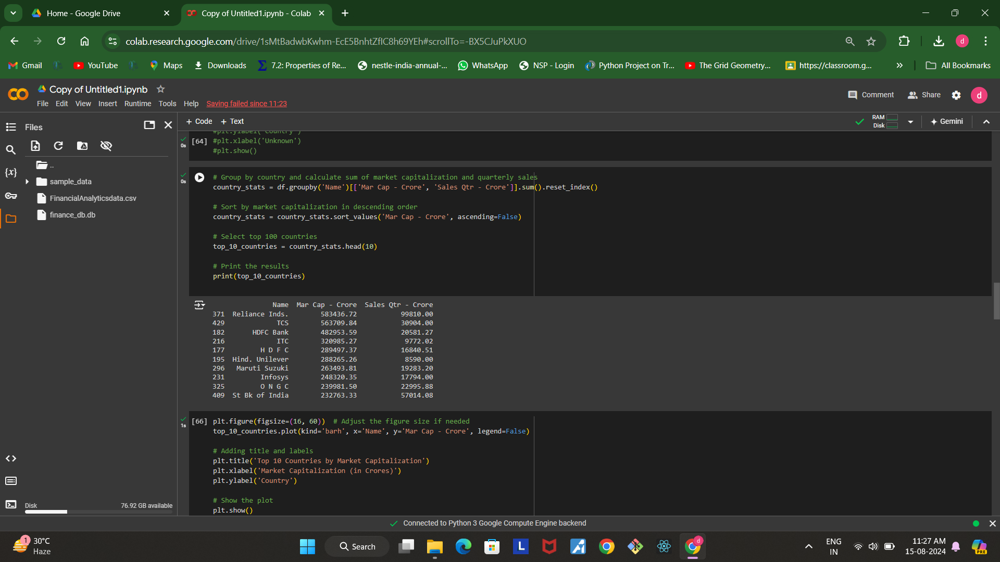 Home - Google Drive
Copy of Untitled1.ipynb - Colab
colab.research.google.com/drive/1sMtBadwbKwhm-EcE5BnhtZflC8h69YEh#scrollTo=-BX5CJuPkXUO
d
Gmail
YouTube
Maps
Downloads
7.2: Properties of Re...
nestle-india-annual-...
WhatsApp
NSP - Login
Python Project on Tr...
The Grid Geometry...
https://classroom.g...
All Bookmarks
Copy of Untitled1.ipynb
File Edit View Insert Runtime Tools Help Saving failed since 11:23
Comment
Share
d
Files
+ Code + Text
RAM
Disk
Gemini
..
sample_data
FinancialAnalyticsdata.csv
finance_db.db
{x}
Disk 76.92 GB available
#plt.ylabel('Country')
0s [64] #plt.xlabel('Unknown')
#plt.show()
0s
# Group by country and calculate sum of market capitalization and quarterly sales
country_stats = df.groupby('Name')[['Mar Cap - Crore', 'Sales Qtr - Crore']].sum().reset_index()
# Sort by market capitalization in descending order
country_stats = country_stats.sort_values('Mar Cap - Crore', ascending=False)
# Select top 100 countries
top_10_countries = country_stats.head(10)
# Print the results
print(top_10_countries)
Name Mar Cap - Crore Sales Qtr - Crore
371 Reliance Inds. 583436.72 99810.00
429 TCS 563709.84 30904.00
182 HDFC Bank 482953.59 20581.27
216 ITC 320985.27 9772.02
177 H D F C 289497.37 16840.51
195 Hind. Unilever 288265.26 8590.00
296 Maruti Suzuki 263493.81 19283.20
231 Infosys 248320.35 17794.00
325 O N G C 239981.50 22995.88
409 St Bk of India 232763.33 57014.08
1s [66] plt.figure(figsize=(16, 60)) # Adjust the figure size if needed
top_10_countries.plot(kind='barh', x='Name', y='Mar Cap - Crore', legend=False)
# Adding title and labels
plt.title('Top 10 Countries by Market Capitalization')
plt.xlabel('Market Capitalization (in Crores)')
plt.ylabel('Country')
# Show the plot
plt.show()
Connected to Python 3 Google Compute Engine backend
1
30°C
Haze
Search
L
d
ENG
IN
11:27 AM
15-08-2024
PRE